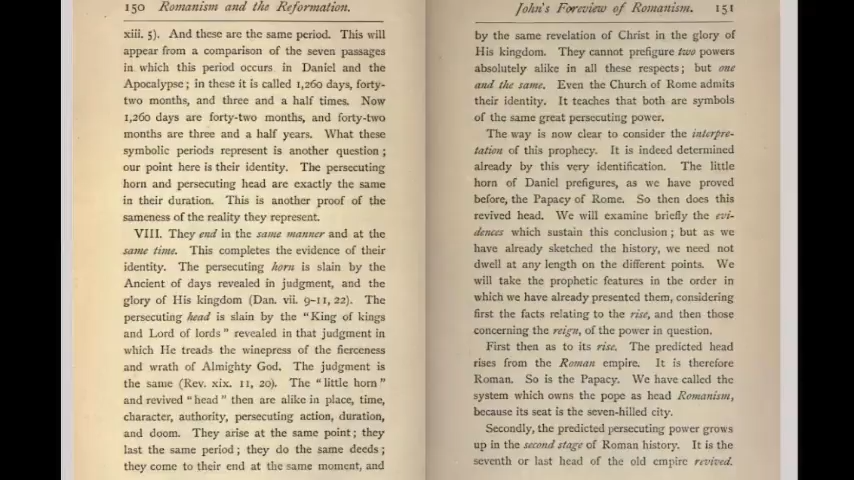 150 Romanism and the Reformation.
xiii. 5). And these are the same period. This will
appear from a comparison of the seven passages
in which this period occurs in Daniel and the
Apocalypse; in these it is called 1,260 days, forty-
two months, and three and a half times. Now
1,260 days are forty-two months, and forty-two
months are three and a half years. What these
symbolic periods represent is another question;
our point here is their identity. The persecuting
horn and persecuting head are exactly the same
in their duration. This is another proof of the
sameness of the reality they represent.
VIII. They end in the same manner and at the
same time. This completes the evidence of their
identity. The persecuting horn is slain by the
Ancient of days revealed in judgment, and the
glory of His kingdom (Dan. vii. 9-11, 22). The
persecuting head is slain by the "King of kings
and Lord of lords" revealed in that judgment in
which He treads the winepress of the fierceness
and wrath of Almighty God. The judgment is
the same (Rev. xix. 11, 20). The "little horn"
and revived "head" then are alike in place, time,
character, authority, persecuting action, duration,
and doom. They arise at the same point; they
last the same period; they do the same deeds;
they come to their end at the same moment, and
John's Foreview of Romanism. 151
by the same revelation of Christ in the glory of
His kingdom. They cannot prefigure two powers
absolutely alike in all these respects; but one
and the same. Even the Church of Rome admits
their identity. It teaches that both are symbols
of the same great persecuting power.
The way is now clear to consider the interpre-
tation of this prophecy. It is indeed determined
already by this very identification. The little
horn of Daniel prefigures, as we have proved
before, the Papacy of Rome. So then does this
revived head. We will examine briefly the evi-
dences which sustain this conclusion; but as we
have already sketched the history, we need not
dwell at any length on the different points. We
will take the prophetic features in the order in
which we have already presented them, considering
first the facts relating to the rise, and then those
concerning the reign, of the power in question.
First then as to its rise. The predicted head
rises from the Roman empire. It is therefore
Roman. So is the Papacy. We have called the
system which owns the pope as head Romanism,
because its seat is the seven-hilled city.
Secondly, the predicted persecuting power grows
up in the second stage of Roman history. It is the
seventh or last head of the old empire revived.